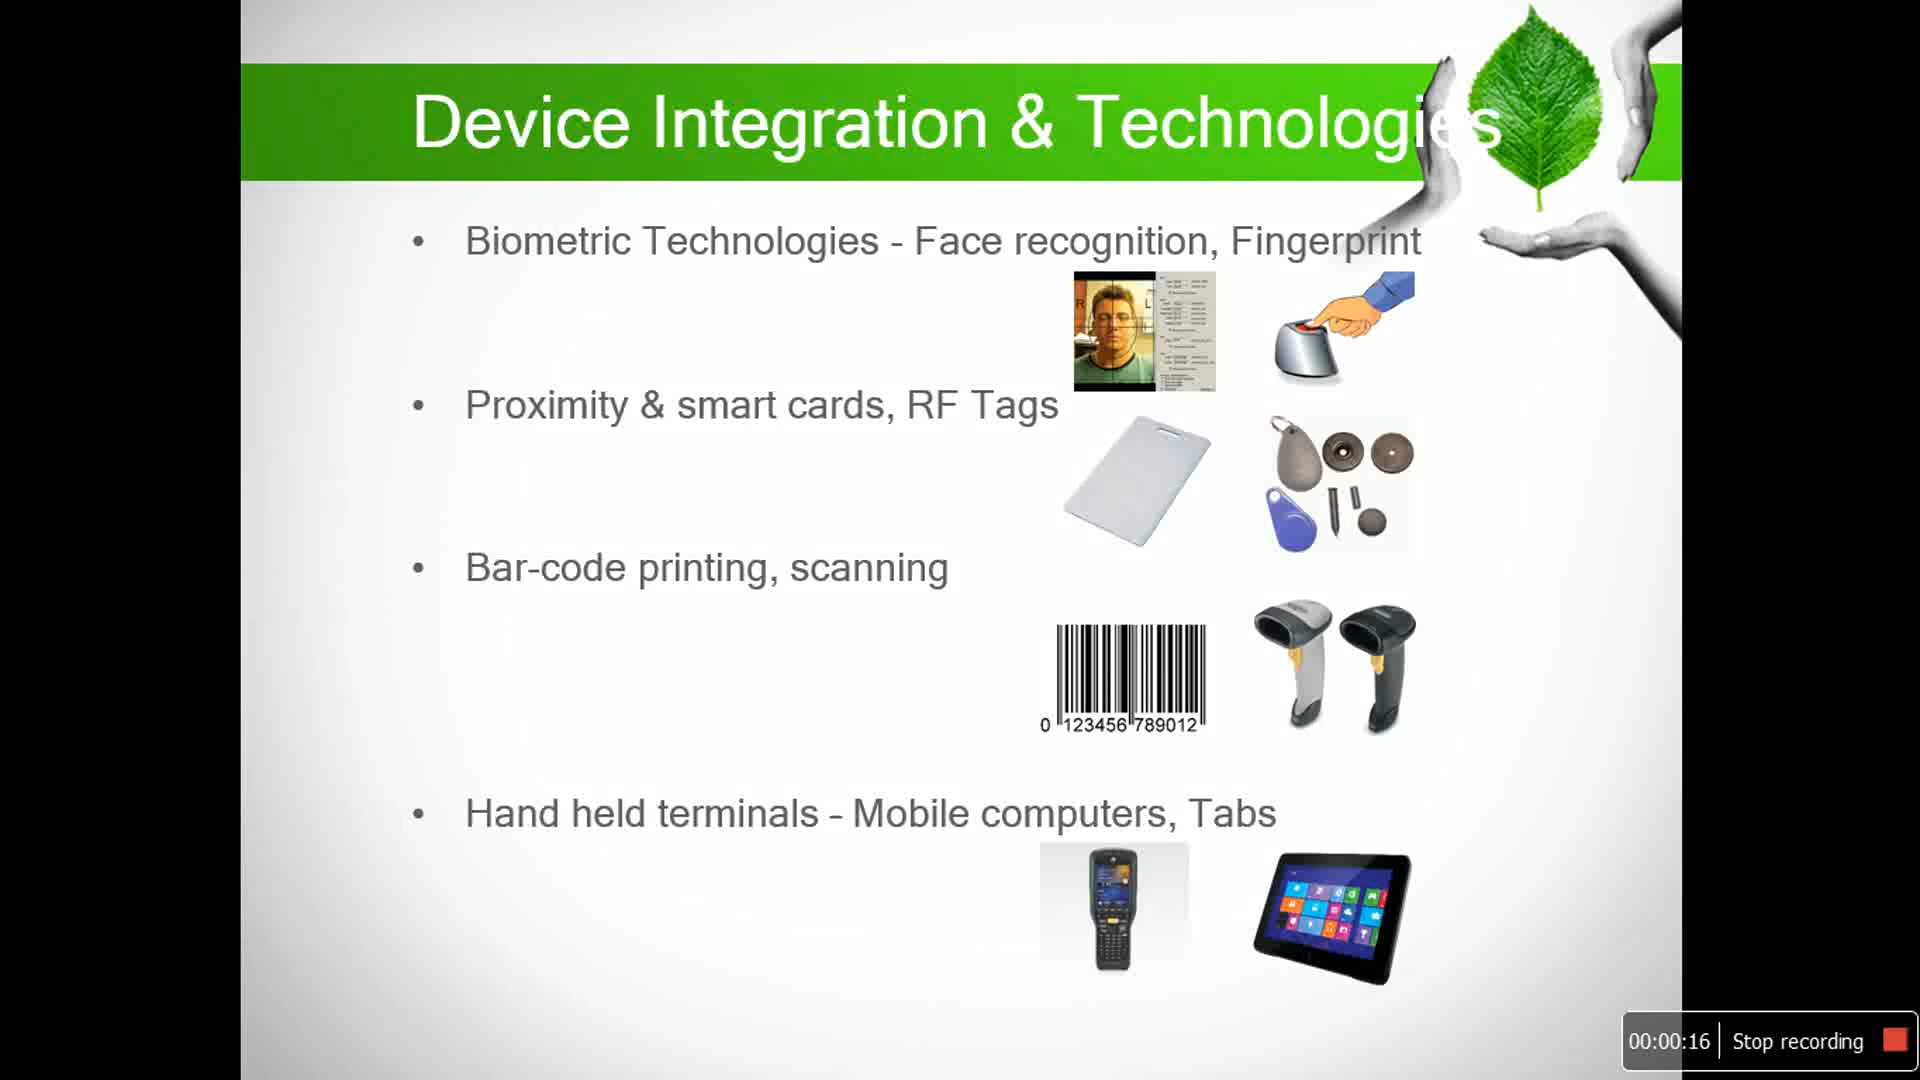 Device Integration & Technologies
• Biometric Technologies - Face recognition, Fingerprint
R L
• Proximity & smart cards, RF Tags
• Bar-code printing, scanning
0 123456 789012
• Hand held terminals - Mobile computers, Tabs
00:00:16 Stop recording